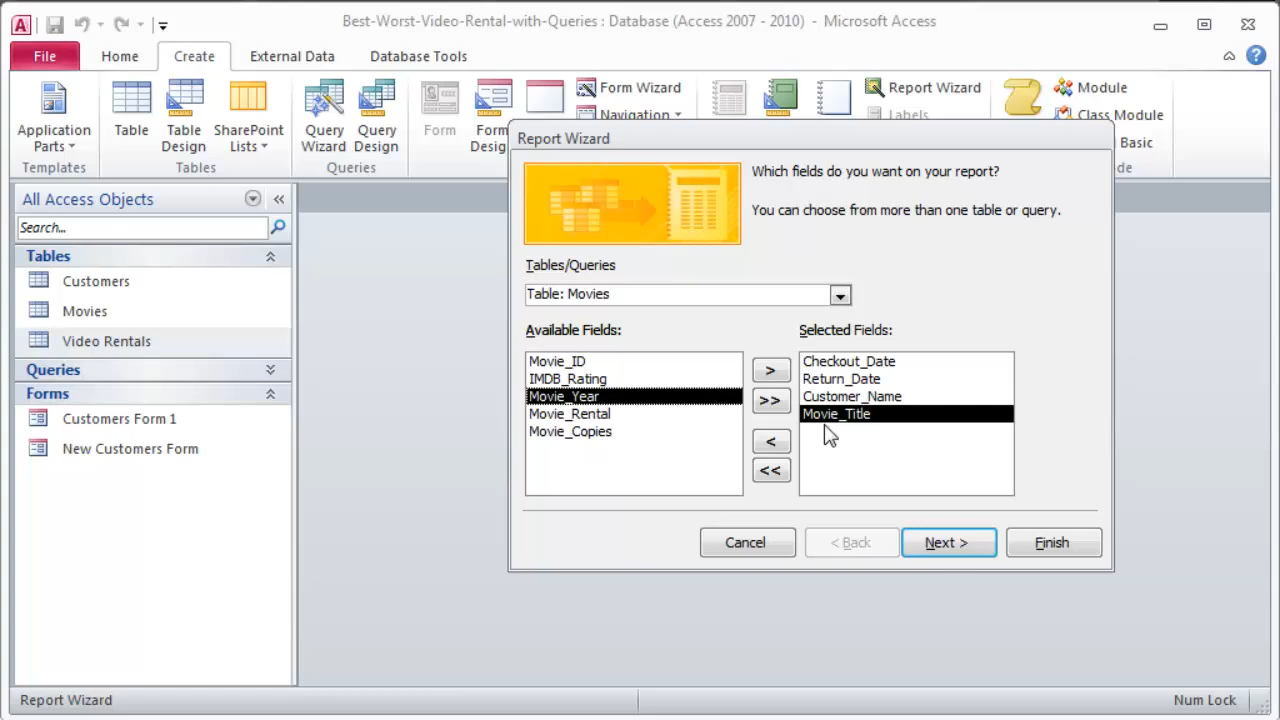 Best-Worst-Video-Rental-with-Queries : Database (Access 2007 - 2010) - Microsoft Access
File Home Create External Data Database Tools
Application Parts
Table
Table Design
SharePoint Lists
Query Wizard
Query Design
Form
Form Desig
Form Wizard
Navigation
Report Wizard
Labels
Module
Class Module
Basic
Templates Tables Queries de
All Access Objects
Search...
Tables
Customers
Movies
Video Rentals
Queries
Forms
Customers Form 1
New Customers Form
Report Wizard
Which fields do you want on your report?
You can choose from more than one table or query.
Tables/Queries
Table: Movies
Available Fields:
Movie_ID
IMDB_Rating
Movie_Year
Movie_Rental
Movie_Copies
>
>>
<
<<
Selected Fields:
Checkout_Date
Return_Date
Customer_Name
Movie_Title
Cancel < Back Next > Finish
Report Wizard Num Lock